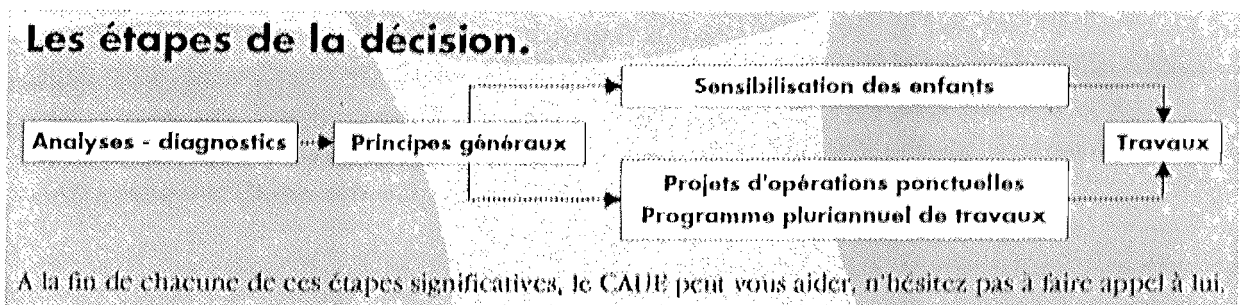 Les étapes de la décision.
Sensibilisation des enfants
Analyses - diagnostics
Principes généraux
Travaux
Projets d'opérations ponctuelles
Programme pluriannuel de travaux
A la fin de chacune de ces étapes significatives, le CAUE peut vous aider, n'hésitez pas à faire appel à lui.